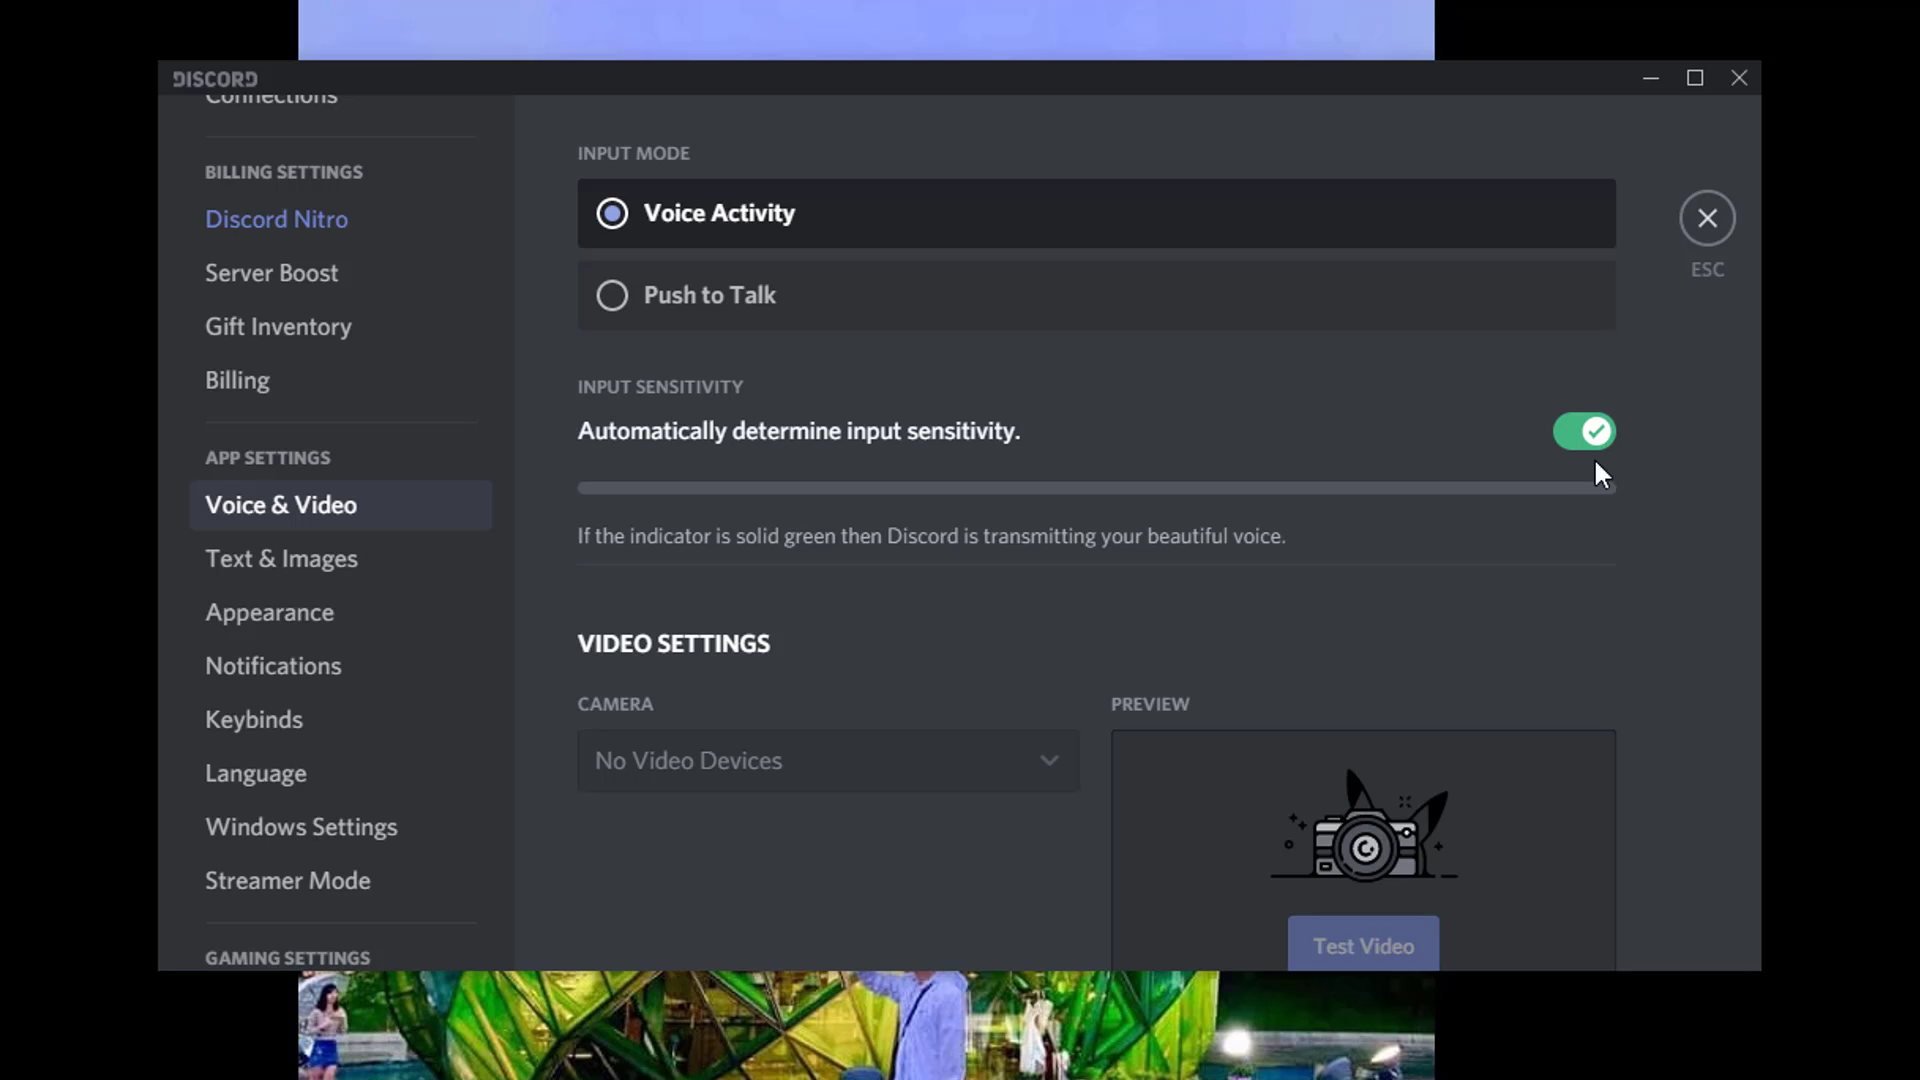 DISCORD
Connections
BILLING SETTINGS
Discord Nitro
Server Boost
Gift Inventory
Billing
APP SETTINGS
Voice & Video
Text & Images
Appearance
Notifications
Keybinds
Language
Windows Settings
Streamer Mode
GAMING SETTINGS
INPUT MODE
Voice Activity
Push to Talk
ESC
INPUT SENSITIVITY
Automatically determine input sensitivity.
If the indicator is solid green then Discord is transmitting your beautiful voice.
VIDEO SETTINGS
CAMERA
No Video Devices
PREVIEW
Test Video